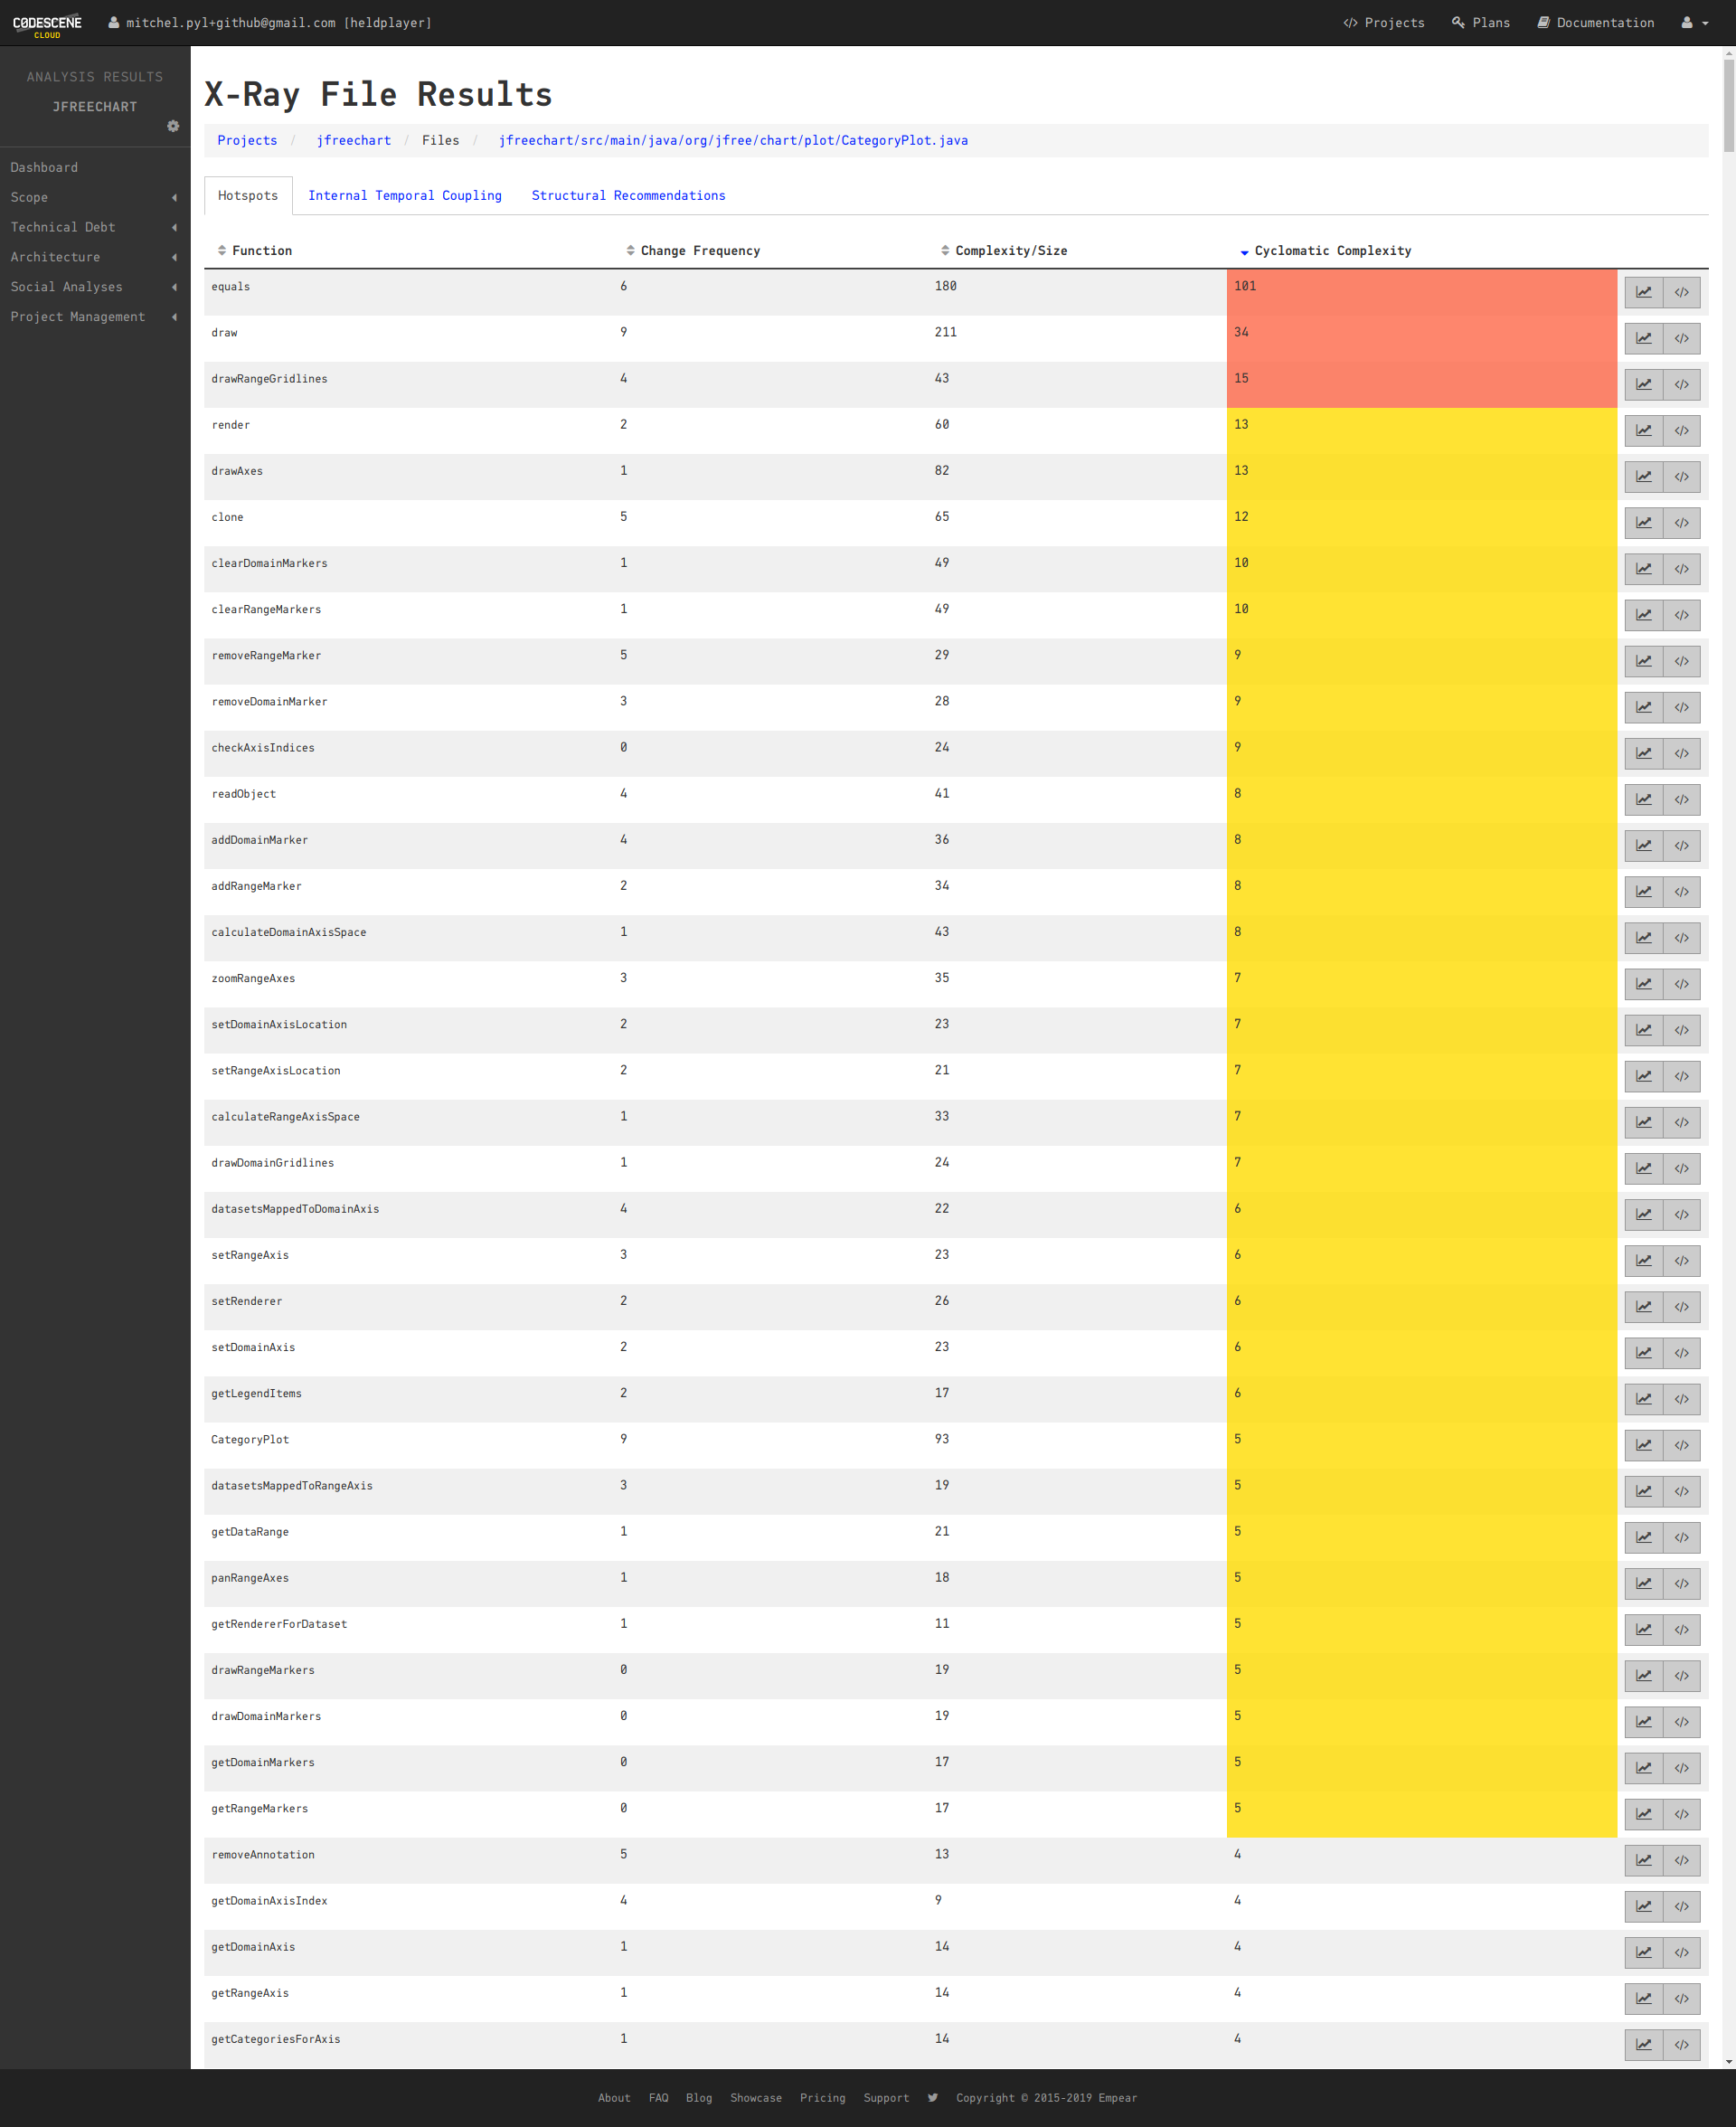 C0DESCENE CLOUD mitchel.pyl+github@gmail.com [heldplayer] </> Projects Plans Documentation
ANALYSIS RESULTS
JFREECHART
Dashboard
Scope
Technical Debt
Architecture
Social Analyses
Project Management
X-Ray File Results
Projects / jfreechart / Files / jfreechart/src/main/java/org/jfree/chart/plot/CategoryPlot.java
Hotspots Internal Temporal Coupling Structural Recommendations
Function Change Frequency Complexity/Size Cyclomatic Complexity
equals 6 180 101 </>
draw 9 211 34 </>
drawRangeGridlines 4 43 15 </>
render 2 60 13 </>
drawAxes 1 82 13 </>
clone 5 65 12 </>
clearDomainMarkers 1 49 10 </>
clearRangeMarkers 1 49 10 </>
removeRangeMarker 5 29 9 </>
removeDomainMarker 3 28 9 </>
checkAxisIndices 0 24 9 </>
readObject 4 41 8 </>
addDomainMarker 4 36 8 </>
addRangeMarker 2 34 8 </>
calculateDomainAxisSpace 1 43 8 </>
zoomRangeAxes 3 35 7 </>
setDomainAxisLocation 2 23 7 </>
setRangeAxisLocation 2 21 7 </>
calculateRangeAxisSpace 1 33 7 </>
drawDomainGridlines 1 24 7 </>
datasetsMappedToDomainAxis 4 22 6 </>
setRangeAxis 3 23 6 </>
setRenderer 2 26 6 </>
setDomainAxis 2 23 6 </>
getLegendItems 2 17 6 </>
CategoryPlot 9 93 5 </>
datasetsMappedToRangeAxis 3 19 5 </>
getDataRange 1 21 5 </>
panRangeAxes 1 18 5 </>
getRendererForDataset 1 11 5 </>
drawRangeMarkers 0 19 5 </>
drawDomainMarkers 0 19 5 </>
getDomainMarkers 0 17 5 </>
getRangeMarkers 0 17 5 </>
removeAnnotation 5 13 4 </>
getDomainAxisIndex 4 9 4 </>
getDomainAxis 1 14 4 </>
getRangeAxis 1 14 4 </>
getCategoriesForAxis 1 14 4 </>
About FAQ Blog Showcase Pricing Support Copyright © 2015-2019 Empear